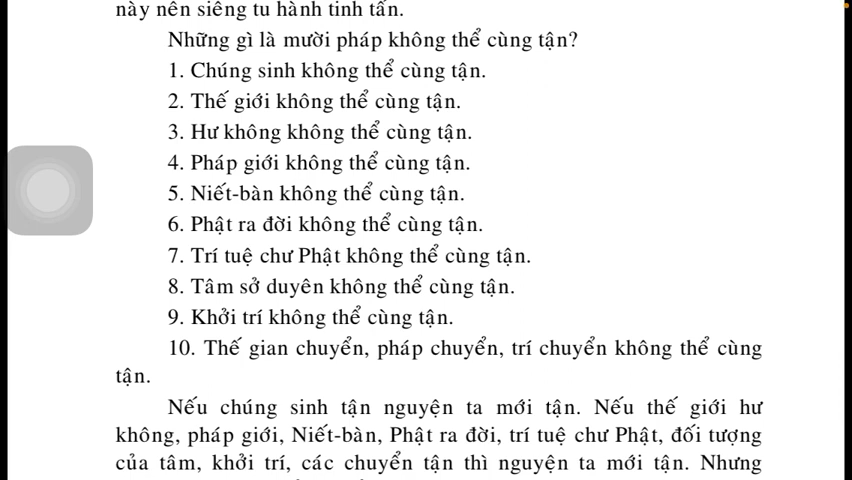 này nên siêng tu hành tinh tấn.
Những gì là mười pháp không thể cùng tận?
1. Chúng sinh không thể cùng tận.
2. Thế giới không thể cùng tận.
3. Hư không không thể cùng tận.
4. Pháp giới không thể cùng tận.
5. Niết-bàn không thể cùng tận.
6. Phật ra đời không thể cùng tận.
7. Trí tuệ chư Phật không thể cùng tận.
8. Tâm sở duyên không thể cùng tận.
9. Khởi trí không thể cùng tận.
10. Thế gian chuyển, pháp chuyển, trí chuyển không thể cùng
tận.
Nếu chúng sinh tận nguyện ta mới tận. Nếu thế giới hư
không, pháp giới, Niết-bàn, Phật ra đời, trí tuệ chư Phật, đối tượng
của tâm, khởi trí, các chuyển tận thì nguyện ta mới tận. Nhưng